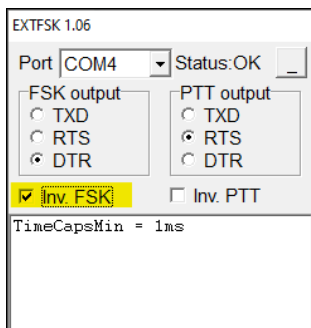 EXTFSK 1.06
Port COM4 Status:OK _
FSK output PTT output
TXD TXD
RTS RTS
DTR DTR
Inv. FSK Inv. PTT
TimeCapsMin = 1ms